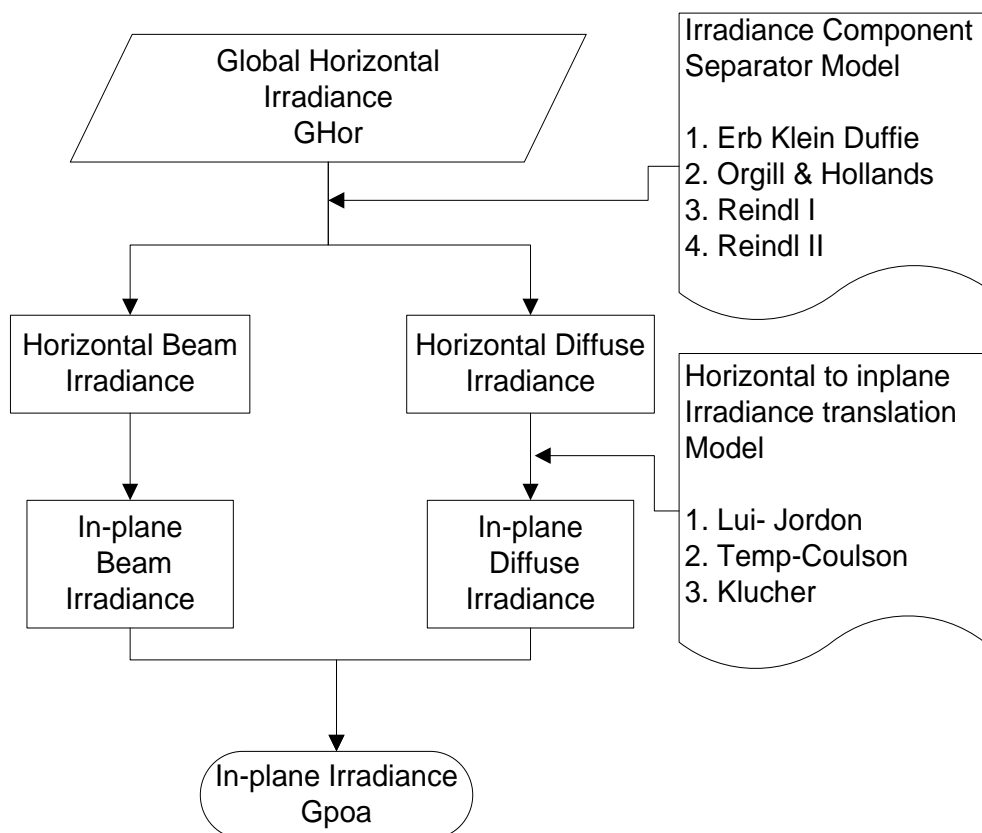 Global Horizontal
Irradiance
GHor
Irradiance Component
Separator Model
1. Erb Klein Duffie
2. Orgill & Hollands
3. Reindl I
4. Reindl II
Horizontal Beam
Irradiance
Horizontal Diffuse
Irradiance
Horizontal to inplane
Irradiance translation
Model
1. Lui- Jordon
2. Temp-Coulson
3. Klucher
In-plane
Beam
Irradiance
In-plane
Diffuse
Irradiance
In-plane Irradiance
Gpoa